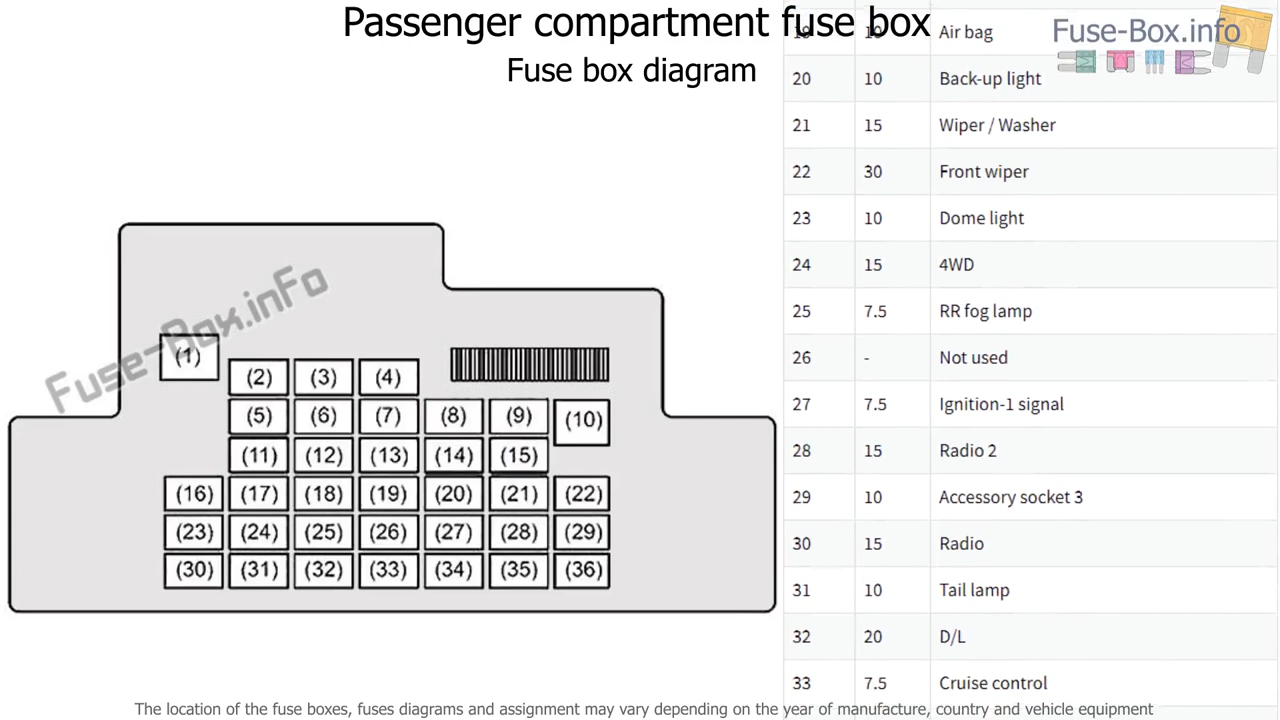 Passenger compartment fuse box
Fuse box diagram
Fuse-Box.info
Fuse-Box.info
(1)
(2) (3) (4)
(5) (6) (7) (8) (9) (10)
(11) (12) (13) (14) (15)
(16) (17) (18) (19) (20) (21) (22)
(23) (24) (25) (26) (27) (28) (29)
(30) (31) (32) (33) (34) (35) (36)
19 10 Air bag
20 10 Back-up light
21 15 Wiper / Washer
22 30 Front wiper
23 10 Dome light
24 15 4WD
25 7.5 RR fog lamp
26 - Not used
27 7.5 Ignition-1 signal
28 15 Radio 2
29 10 Accessory socket 3
30 15 Radio
31 10 Tail lamp
32 20 D/L
33 7.5 Cruise control
The location of the fuse boxes, fuses diagrams and assignment may vary depending on the year of manufacture, country and vehicle equipment